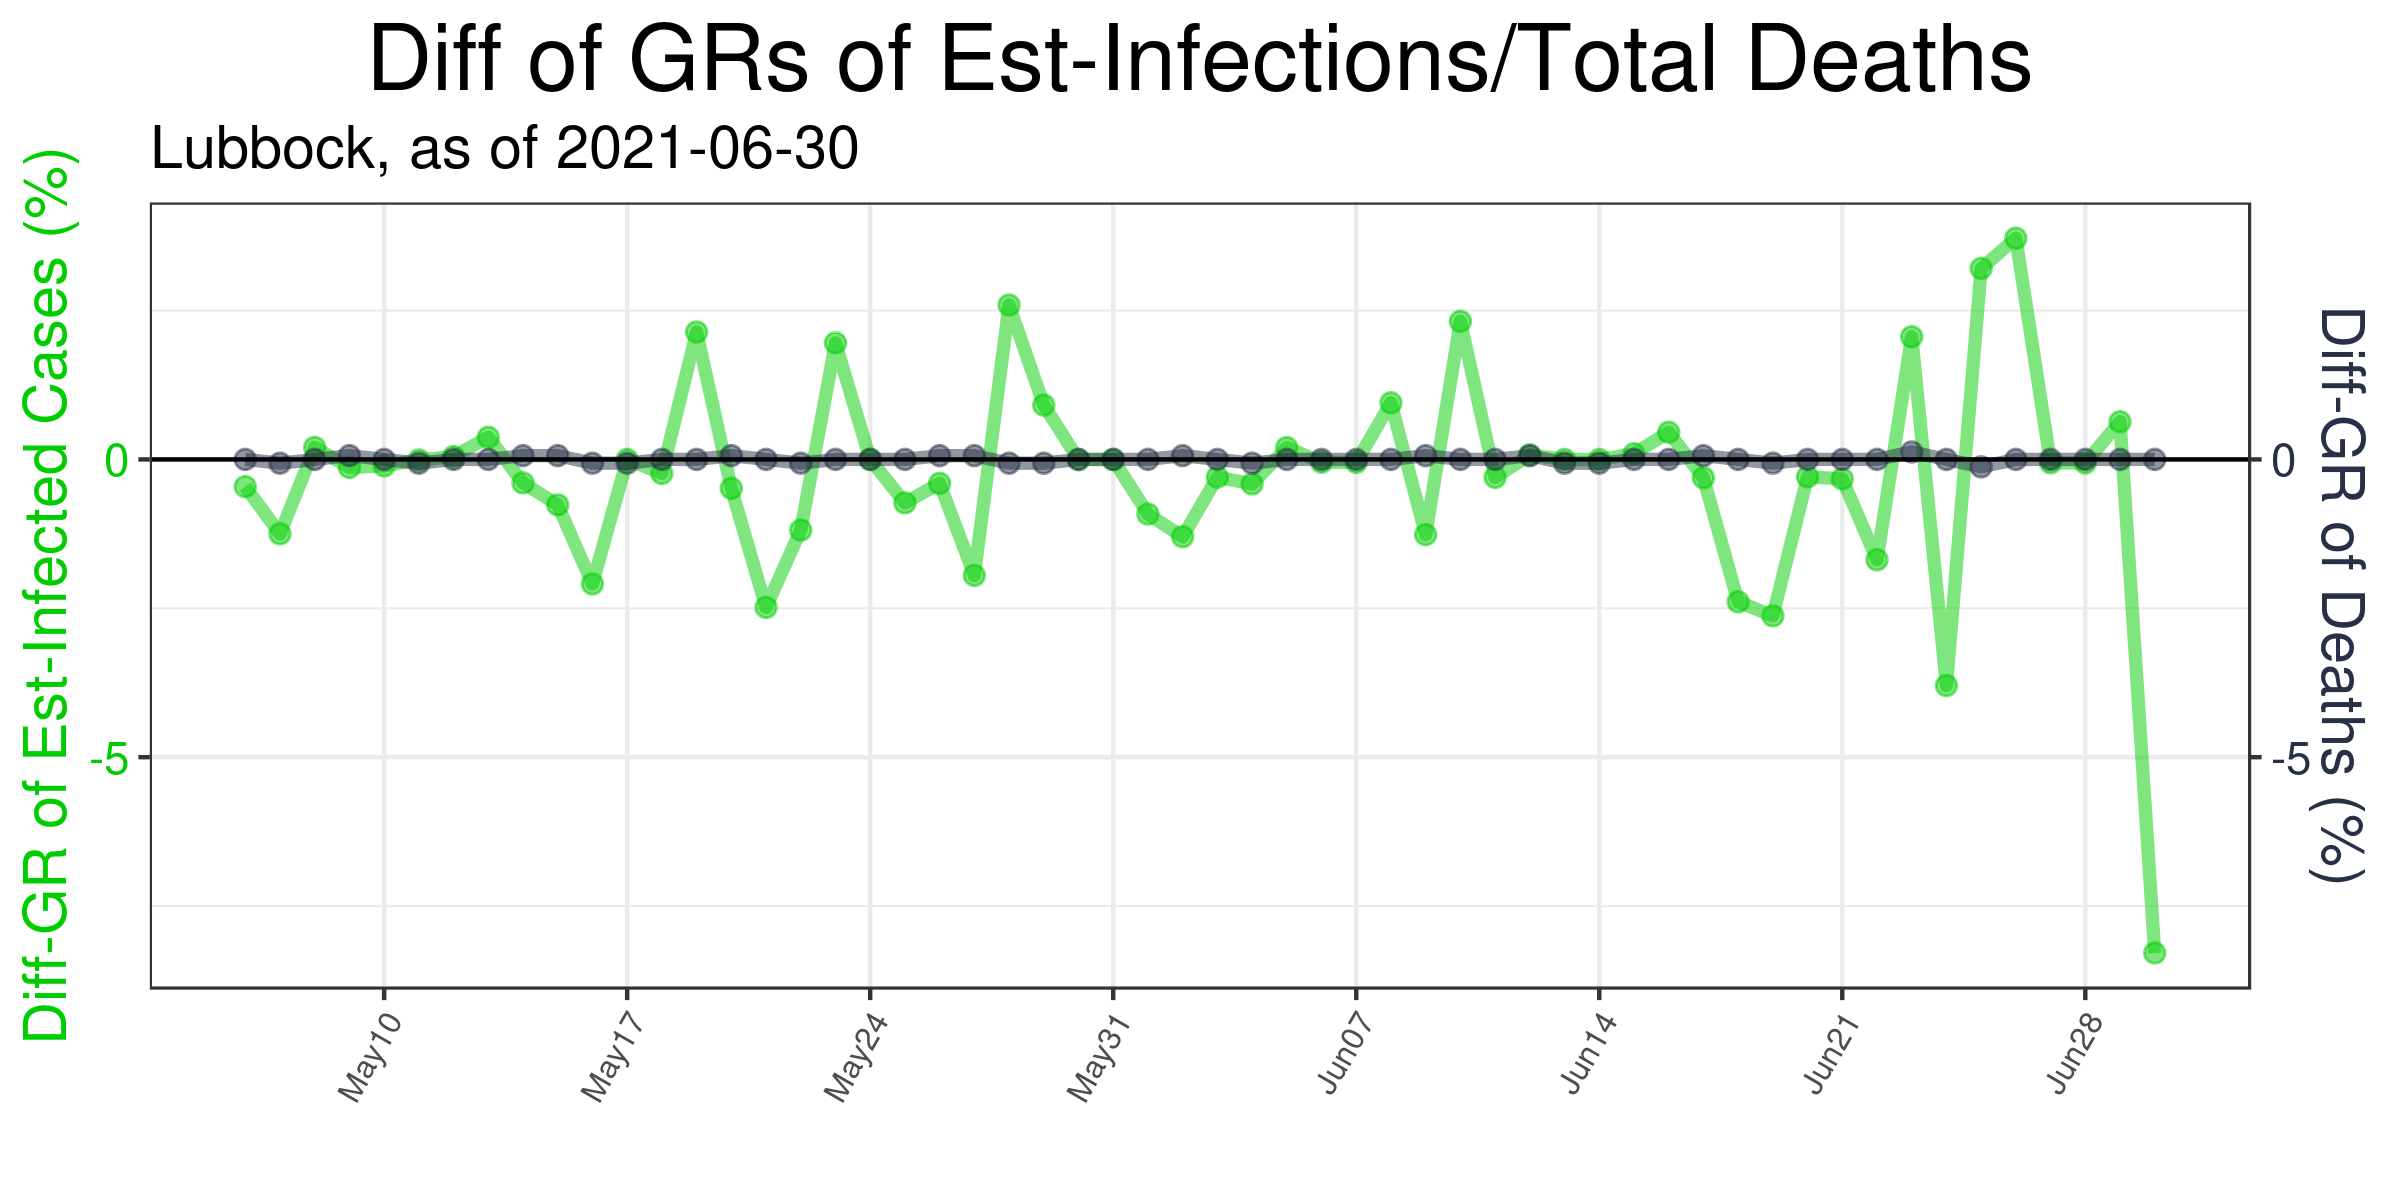 Diff of GRs of Est-Infections/Total Deaths
Lubbock, as of 2021-06-30
Diff-GR of Est-Infected Cases (%)
0
-5
0
-5
Diff-GR of Deaths (%)
May10
May17
May24
May31
Jun07
Jun14
Jun21
Jun28